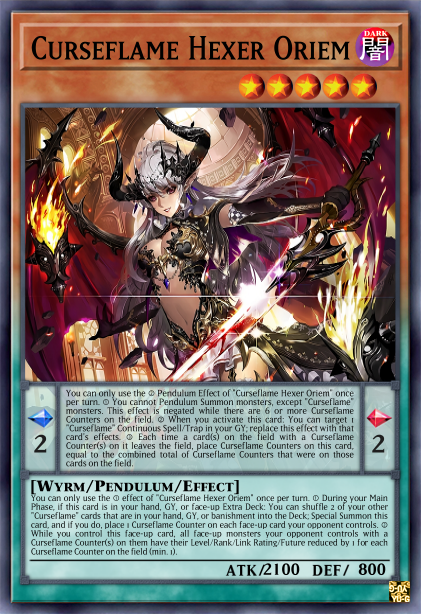 CURSEFLAME HEXER ORIEM
DARK
闇
You can only use the ② Pendulum Effect of "Curseflame Hexer Oriem" once
per turn. ① You cannot Pendulum Summon monsters, except "Curseflame"
monsters. This effect is negated while there are 6 or more Curseflame
Counters on the field. ② When you activate this card: You can target 1
"Curseflame" Continuous Spell/Trap in your GY; replace this effect with that
card's effects. ③ Each time a card(s) on the field with a Curseflame
Counter(s) on it leaves the field, place Curseflame Counters on that card,
equal to the combined total of Curseflame Counters that were on those
cards on the field.
2
2
[WYRM/PENDULUM/EFFECT]
You can only use the ① effect of "Curseflame Hexer Oriem" once per turn. ① During your Main
Phase, if this card is in your hand, GY, or face-up Extra Deck: You can shuffle 2 of your other
"Curseflame" cards that are in your hand, GY, or banishment into the Deck; Special Summon this
card, and if you do, place 1 Curseflame Counter on each face-up card your opponent controls. ②
While you control this face-up card, all face-up monsters your opponent controls with a
Curseflame Counter(s) on them have their Level/Rank/Link Rating/Future reduced by 1 for each
Curseflame Counter on the field (min. 1).
ATK/2100 DEF/ 800